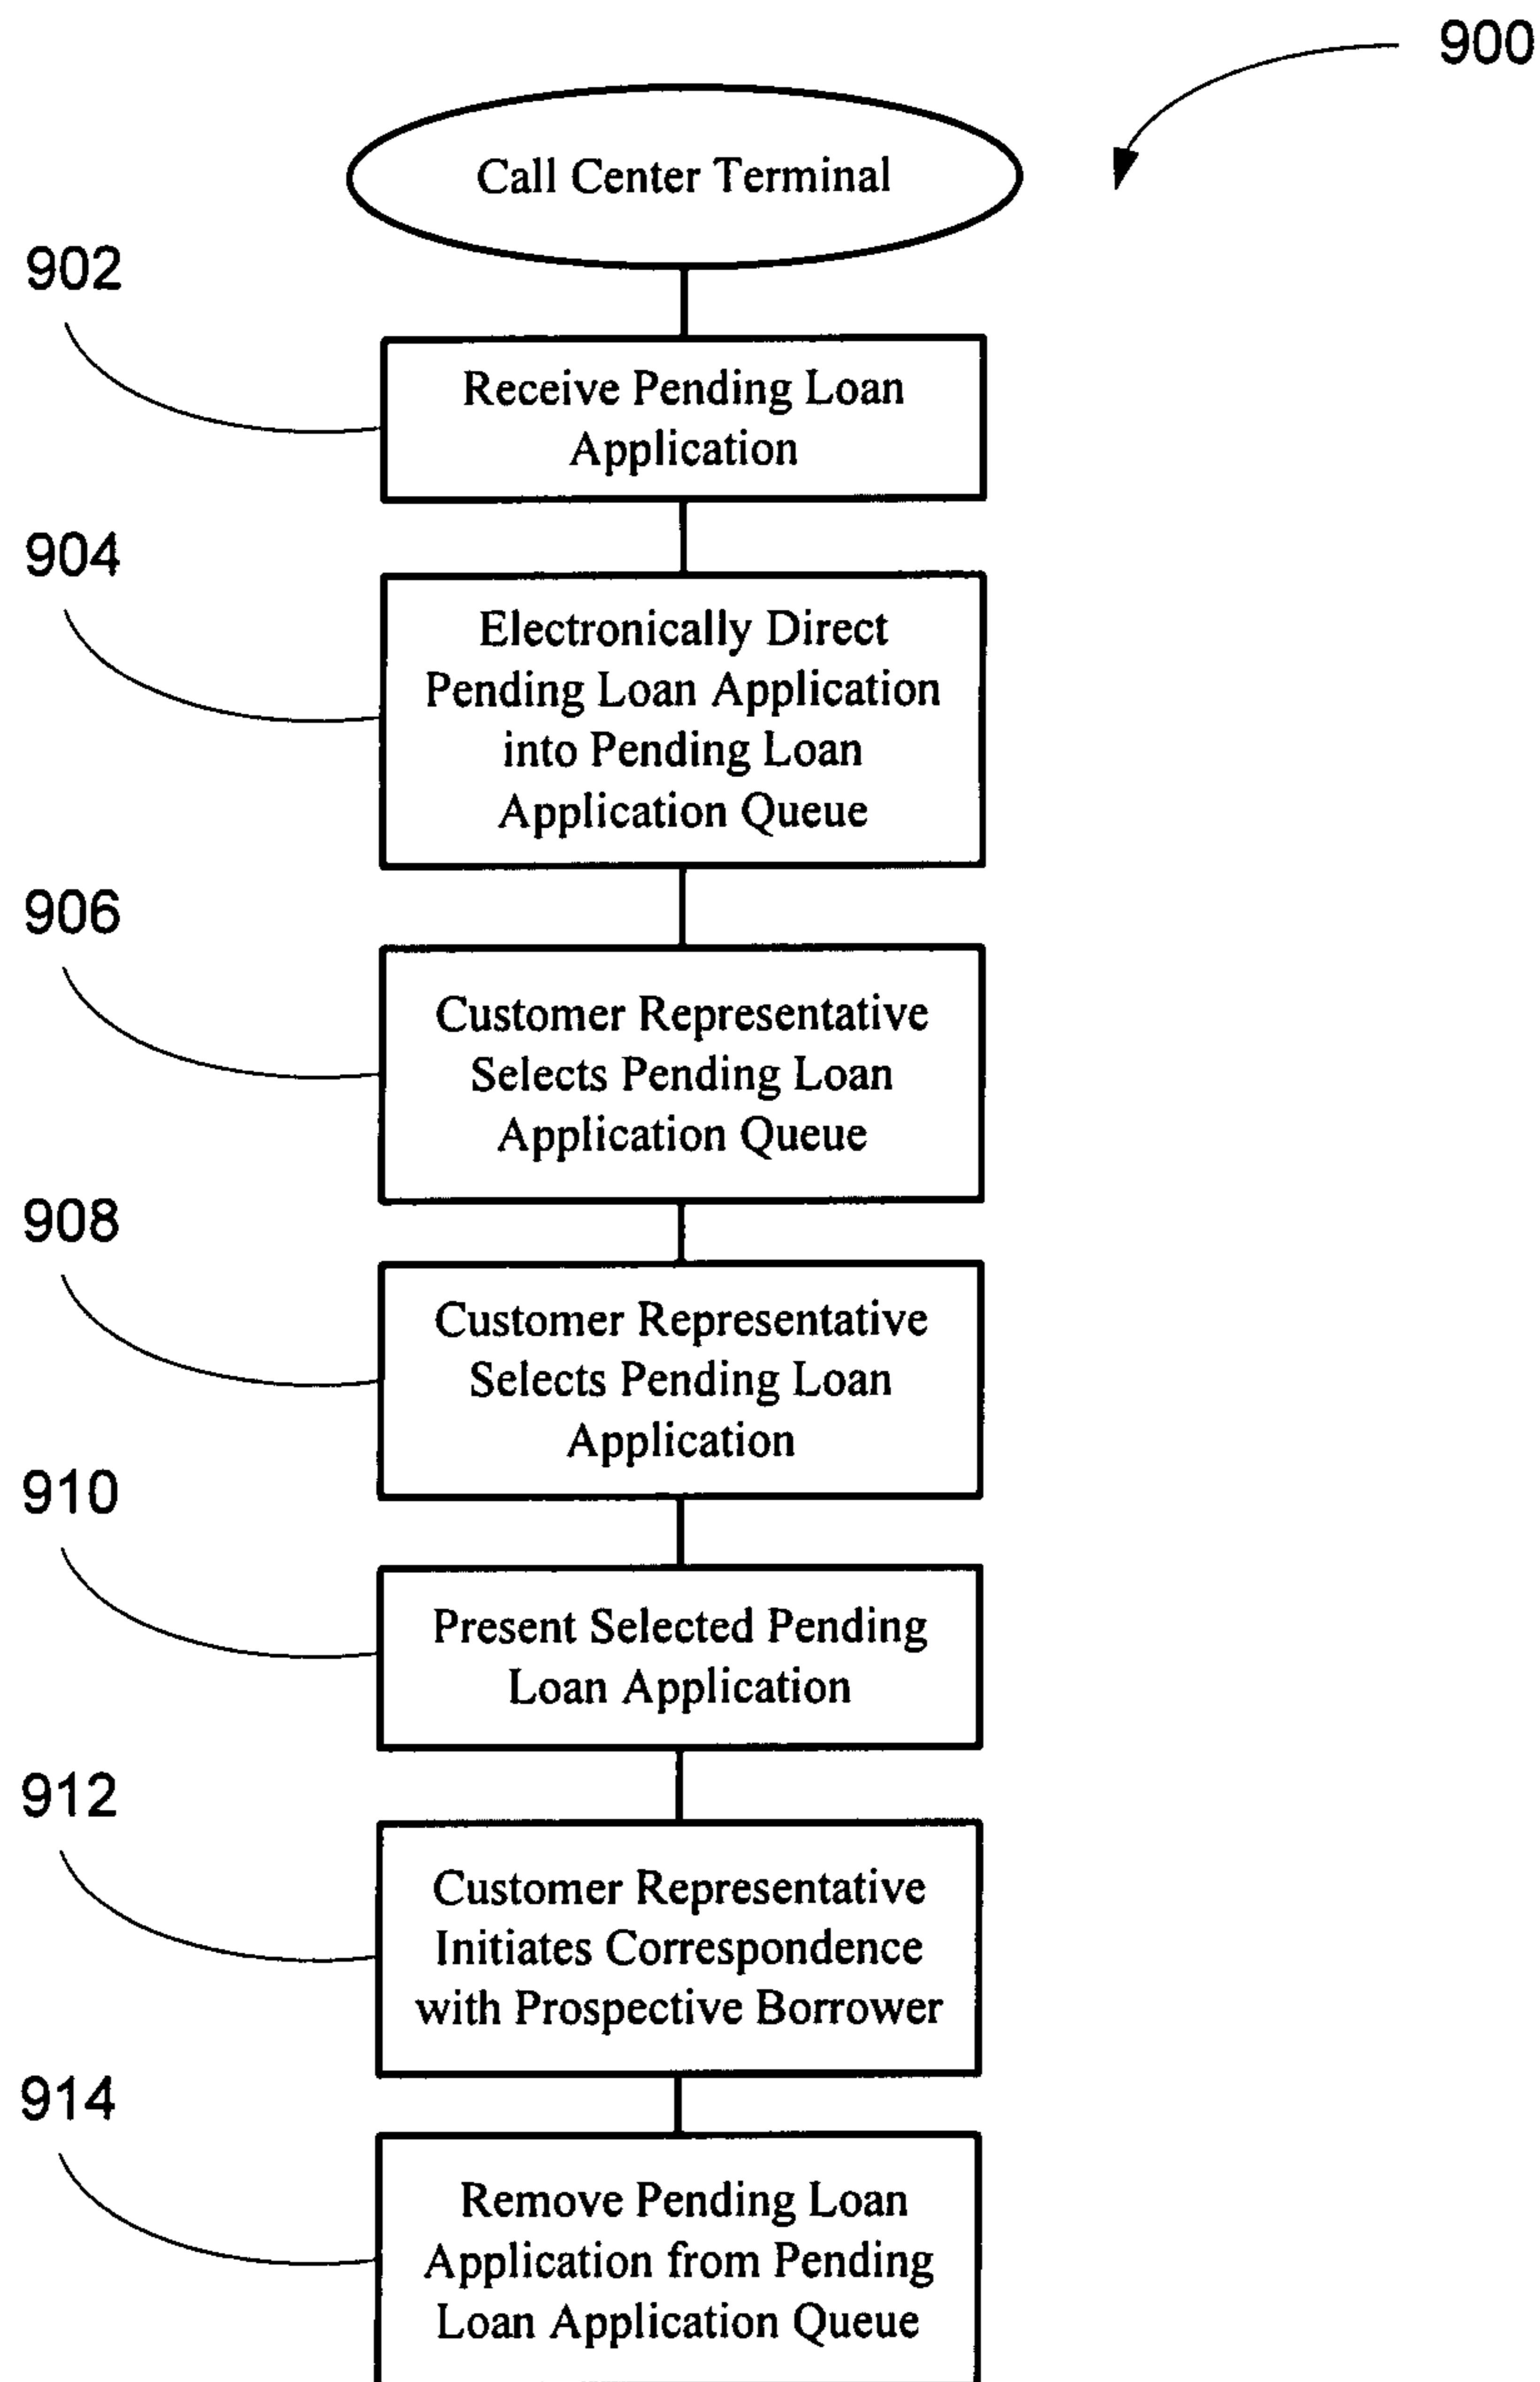 900
Call Center Terminal
902
Receive Pending Loan
Application
904
Electronically Direct
Pending Loan Application
into Pending Loan
Application Queue
906
Customer Representative
Selects Pending Loan
Application Queue
908
Customer Representative
Selects Pending Loan
Application
910
Present Selected Pending
Loan Application
912
Customer Representative
Initiates Correspondence
with Prospective Borrower
914
Remove Pending Loan
Application from Pending
Loan Application Queue